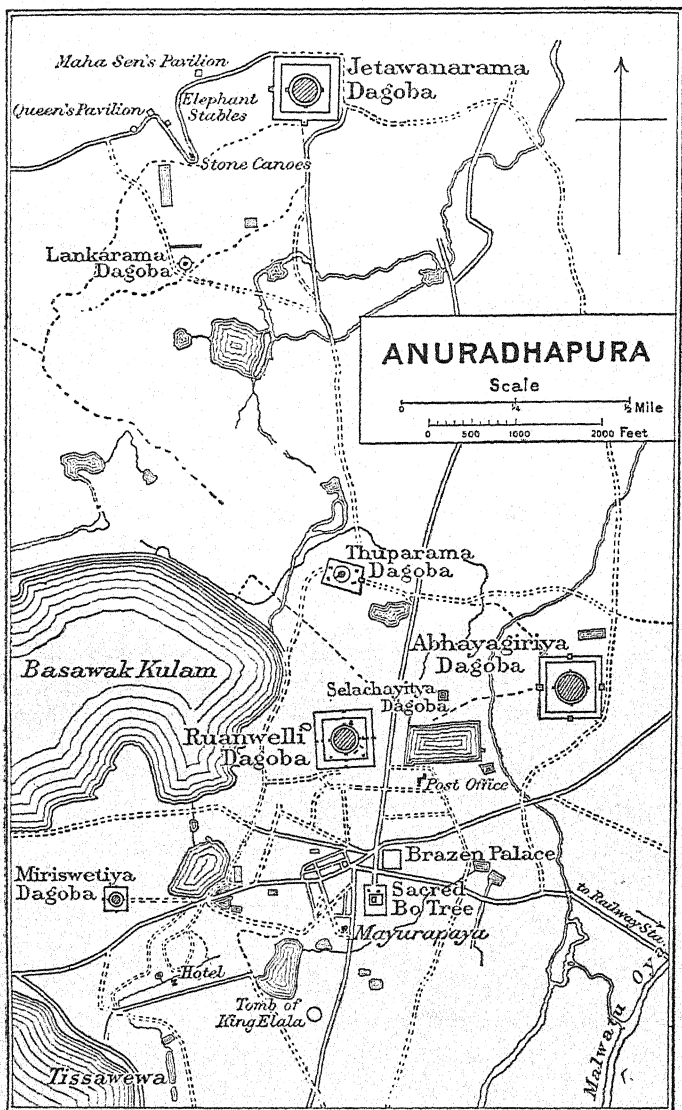 Maha Sen's Pavilion
Jetawanarama
Dagoba
Queen's Pavilion
Elephant
Stables
Stone Canoes
Lankarama
Dagoba
ANURADHAPURA
Scale
0 ¼ ½ Mile
0 500 1000 2000 Feet
Thuparama
Dagoba
Abhayagiriya
Dagoba
Basawak Kulam
Selachayitya
Dagoba
Ruanwelli
Dagoba
Post Office
Brazen Palace
Miriswetiya
Dagoba
Sacred
Bo Tree
to Railway Sta.
Mayurapaya
Hotel
Tomb of
King Elala
Malwatu Oy
Tissawewa